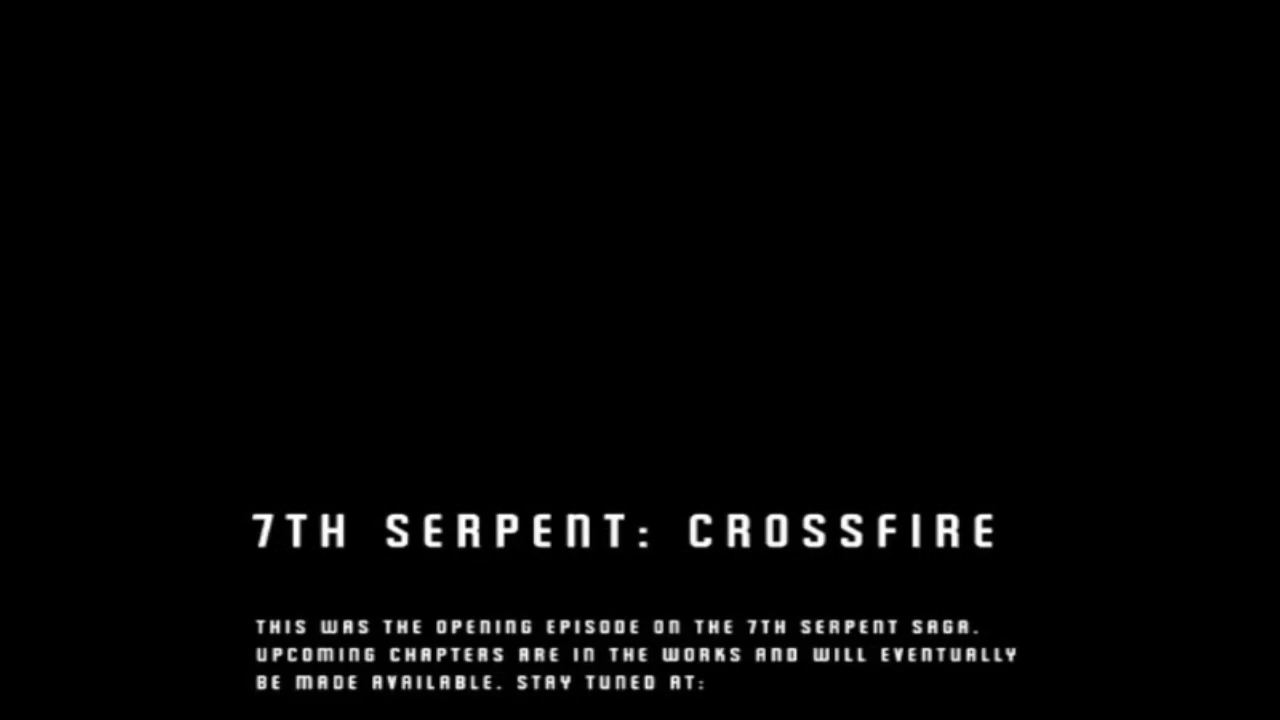 7TH SERPENT: CROSSFIRE
THIS WAS THE OPENING EPISODE ON THE 7TH SERPENT SAGA.
UPCOMING CHAPTERS ARE IN THE WORKS AND WILL EVENTUALLY
BE MADE AVAILABLE. STAY TUNED AT: